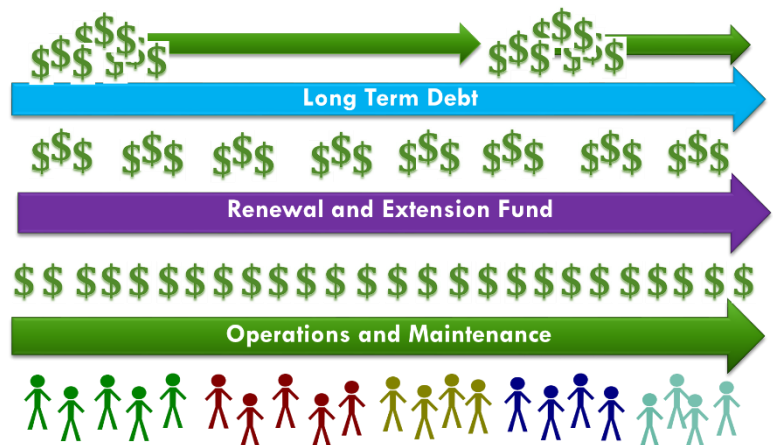 Long Term Debt
Renewal and Extension Fund
Operations and Maintenance